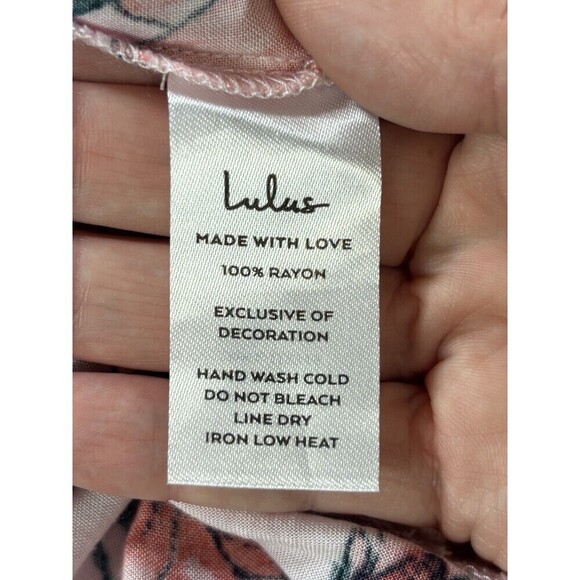 Lulus
MADE WITH LOVE
100% RAYON
EXCLUSIVE OF
DECORATION
HAND WASH COLD
DO NOT BLEACH
LINE DRY
IRON LOW HEAT